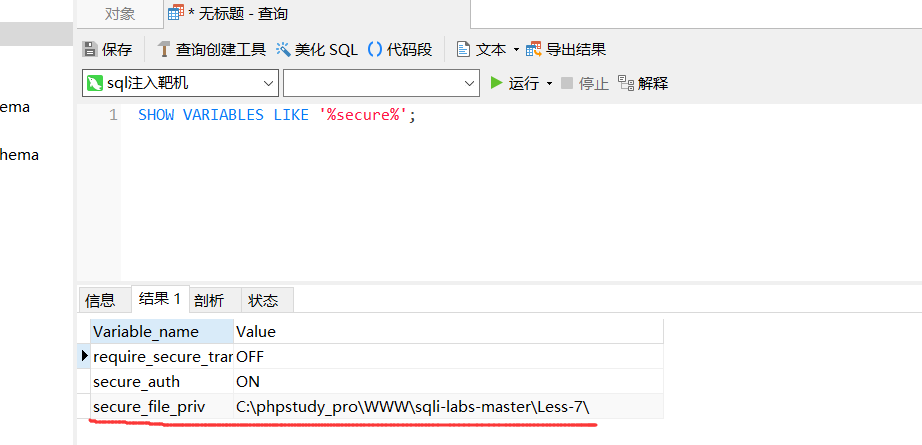 对象 * 无标题 - 查询
保存 查询创建工具 美化 SQL () 代码段 文本 导出结果
sql注入靶机 运行 停止 解释
ema
1 SHOW VARIABLES LIKE '%secure%';
hema
信息 结果 1 剖析 状态
Variable_name Value
require_secure_trar OFF
secure_auth ON
secure_file_priv C:\phpstudy_pro\WWW\sqli-labs-master\Less-7\